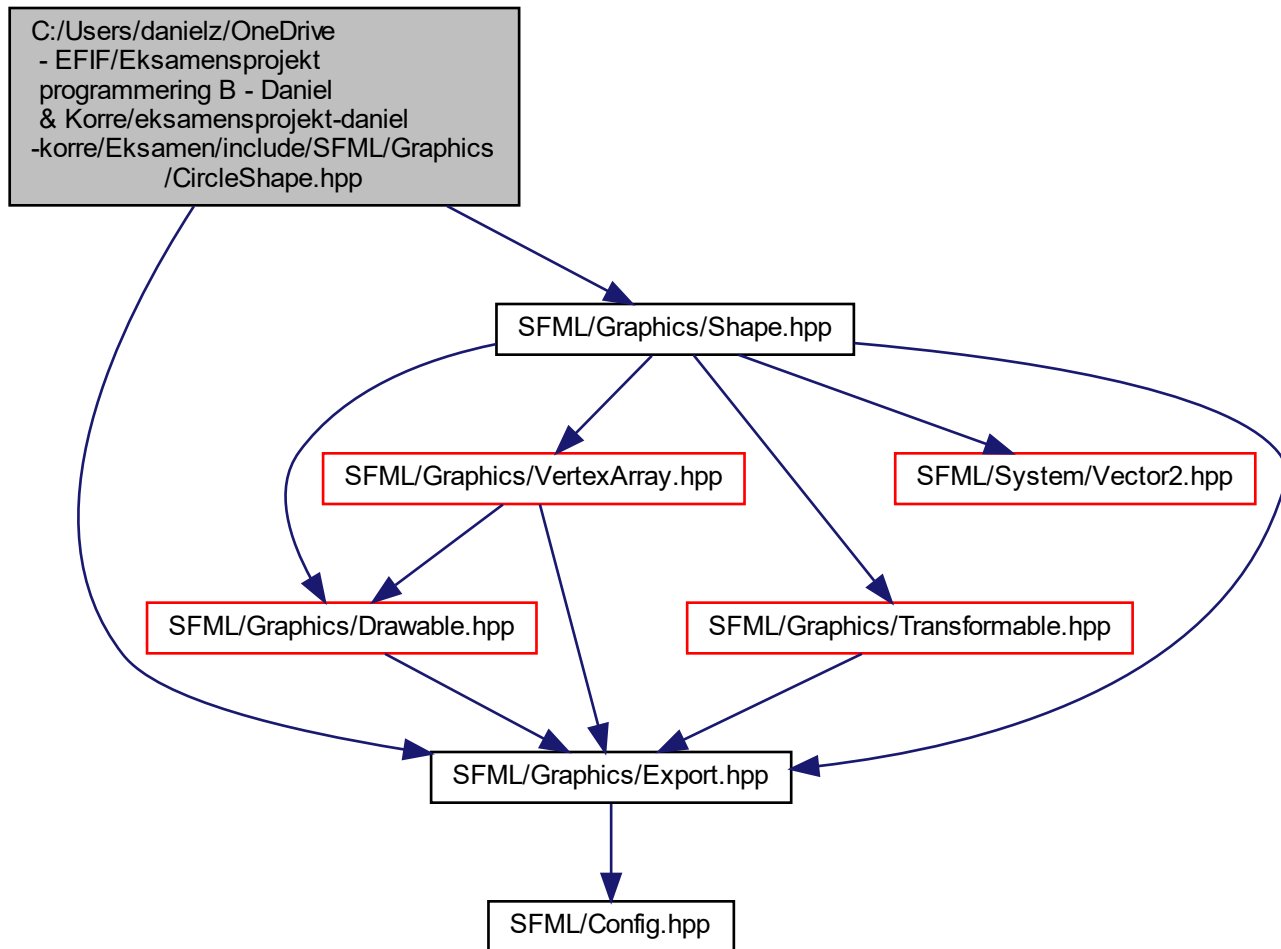 C:/Users/danielz/OneDrive
- EFIF/Eksamensprojekt
programmering B - Daniel
& Korre/eksamensprojekt-daniel
-korre/Eksamen/include/SFML/Graphics
/CircleShape.hpp
SFML/Graphics/Shape.hpp
SFML/Graphics/VertexArray.hpp
SFML/System/Vector2.hpp
SFML/Graphics/Drawable.hpp
SFML/Graphics/Transformable.hpp
SFML/Graphics/Export.hpp
SFML/Config.hpp